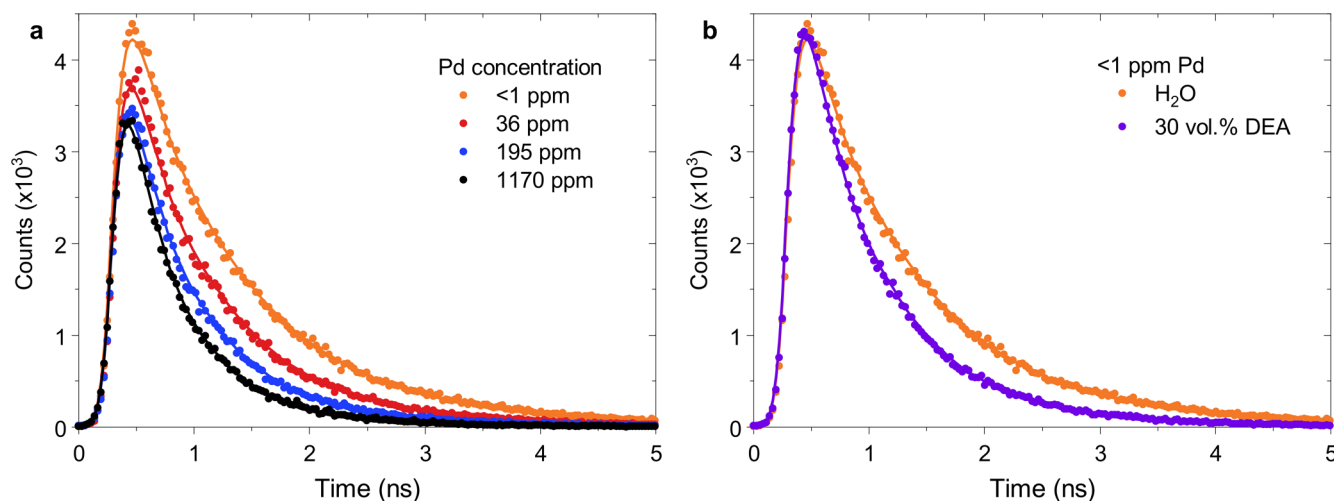 a
Pd concentration
<1 ppm
36 ppm
195 ppm
1170 ppm
Counts (x10³)
4
3
2
1
0
0 1 2 3 4 5
Time (ns)
b
<1 ppm Pd
H₂O
30 vol.% DEA
Counts (x10³)
4
3
2
1
0
0 1 2 3 4 5
Time (ns)